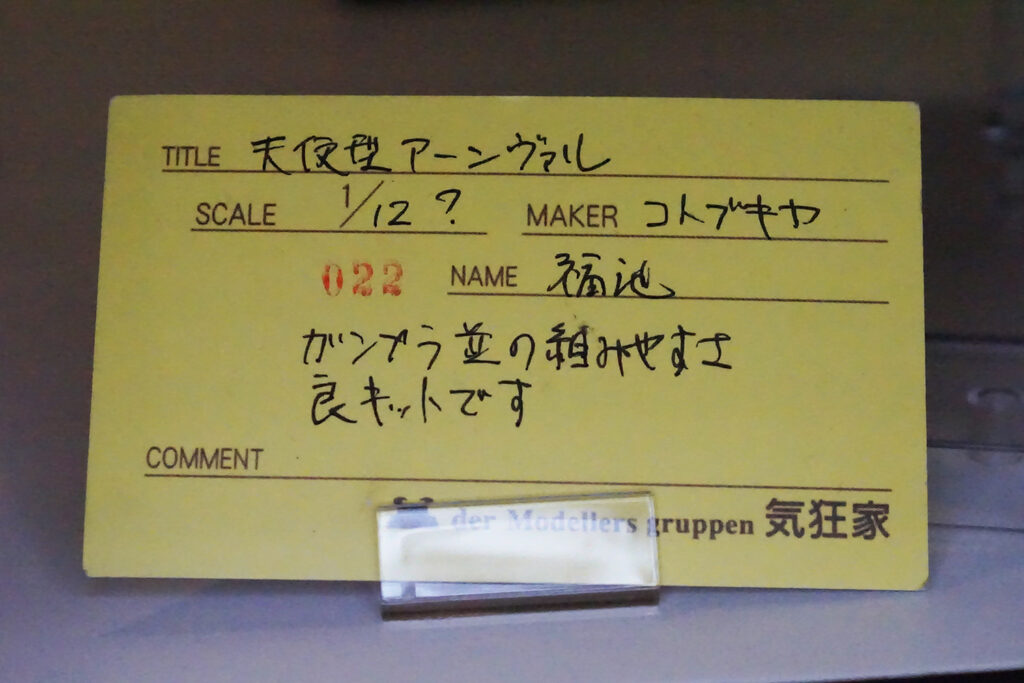 TITLE 天使型アーンヴァル
SCALE 1/12 ? MAKER コトブキヤ
022 NAME 福池
ガンプラ並の組みやすさ
良キットです
COMMENT
der Modellers gruppen 気狂家